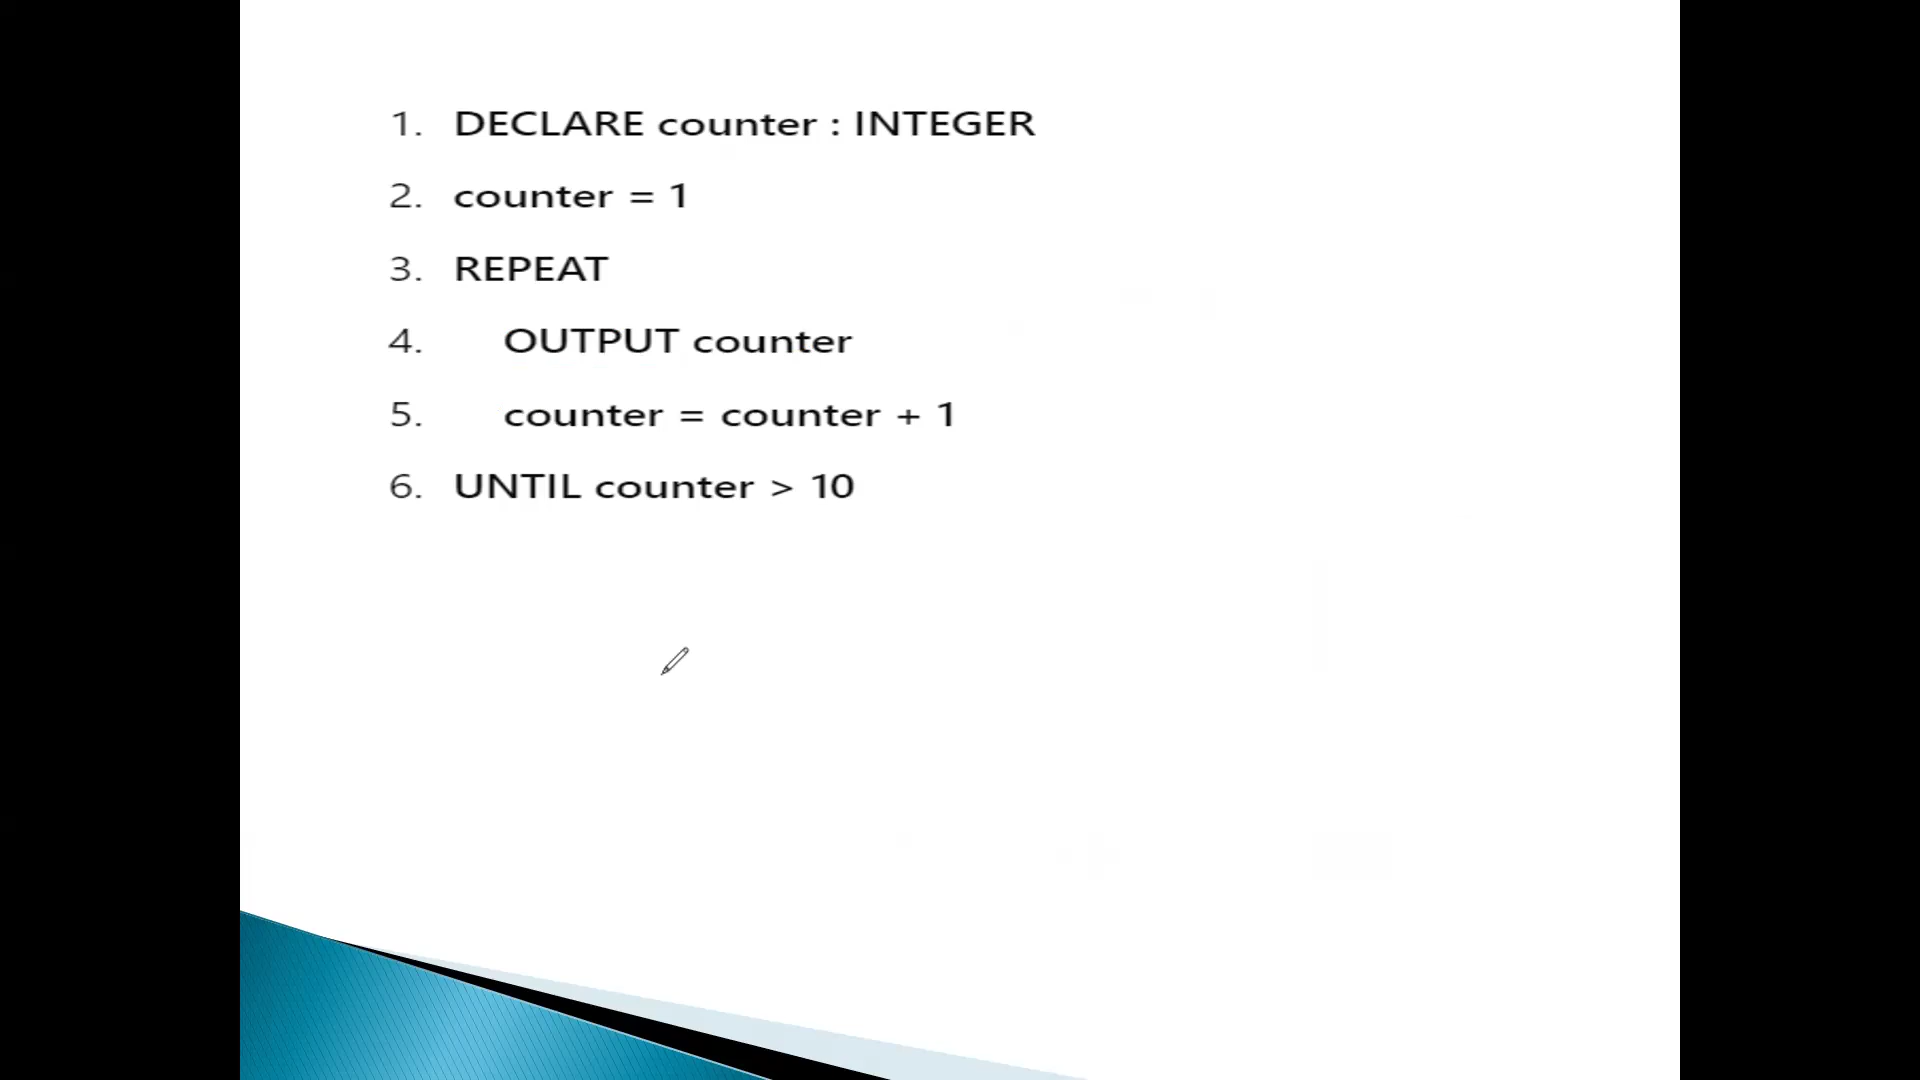 1. DECLARE counter : INTEGER
2. counter = 1
3. REPEAT
4. OUTPUT counter
5. counter = counter + 1
6. UNTIL counter > 10